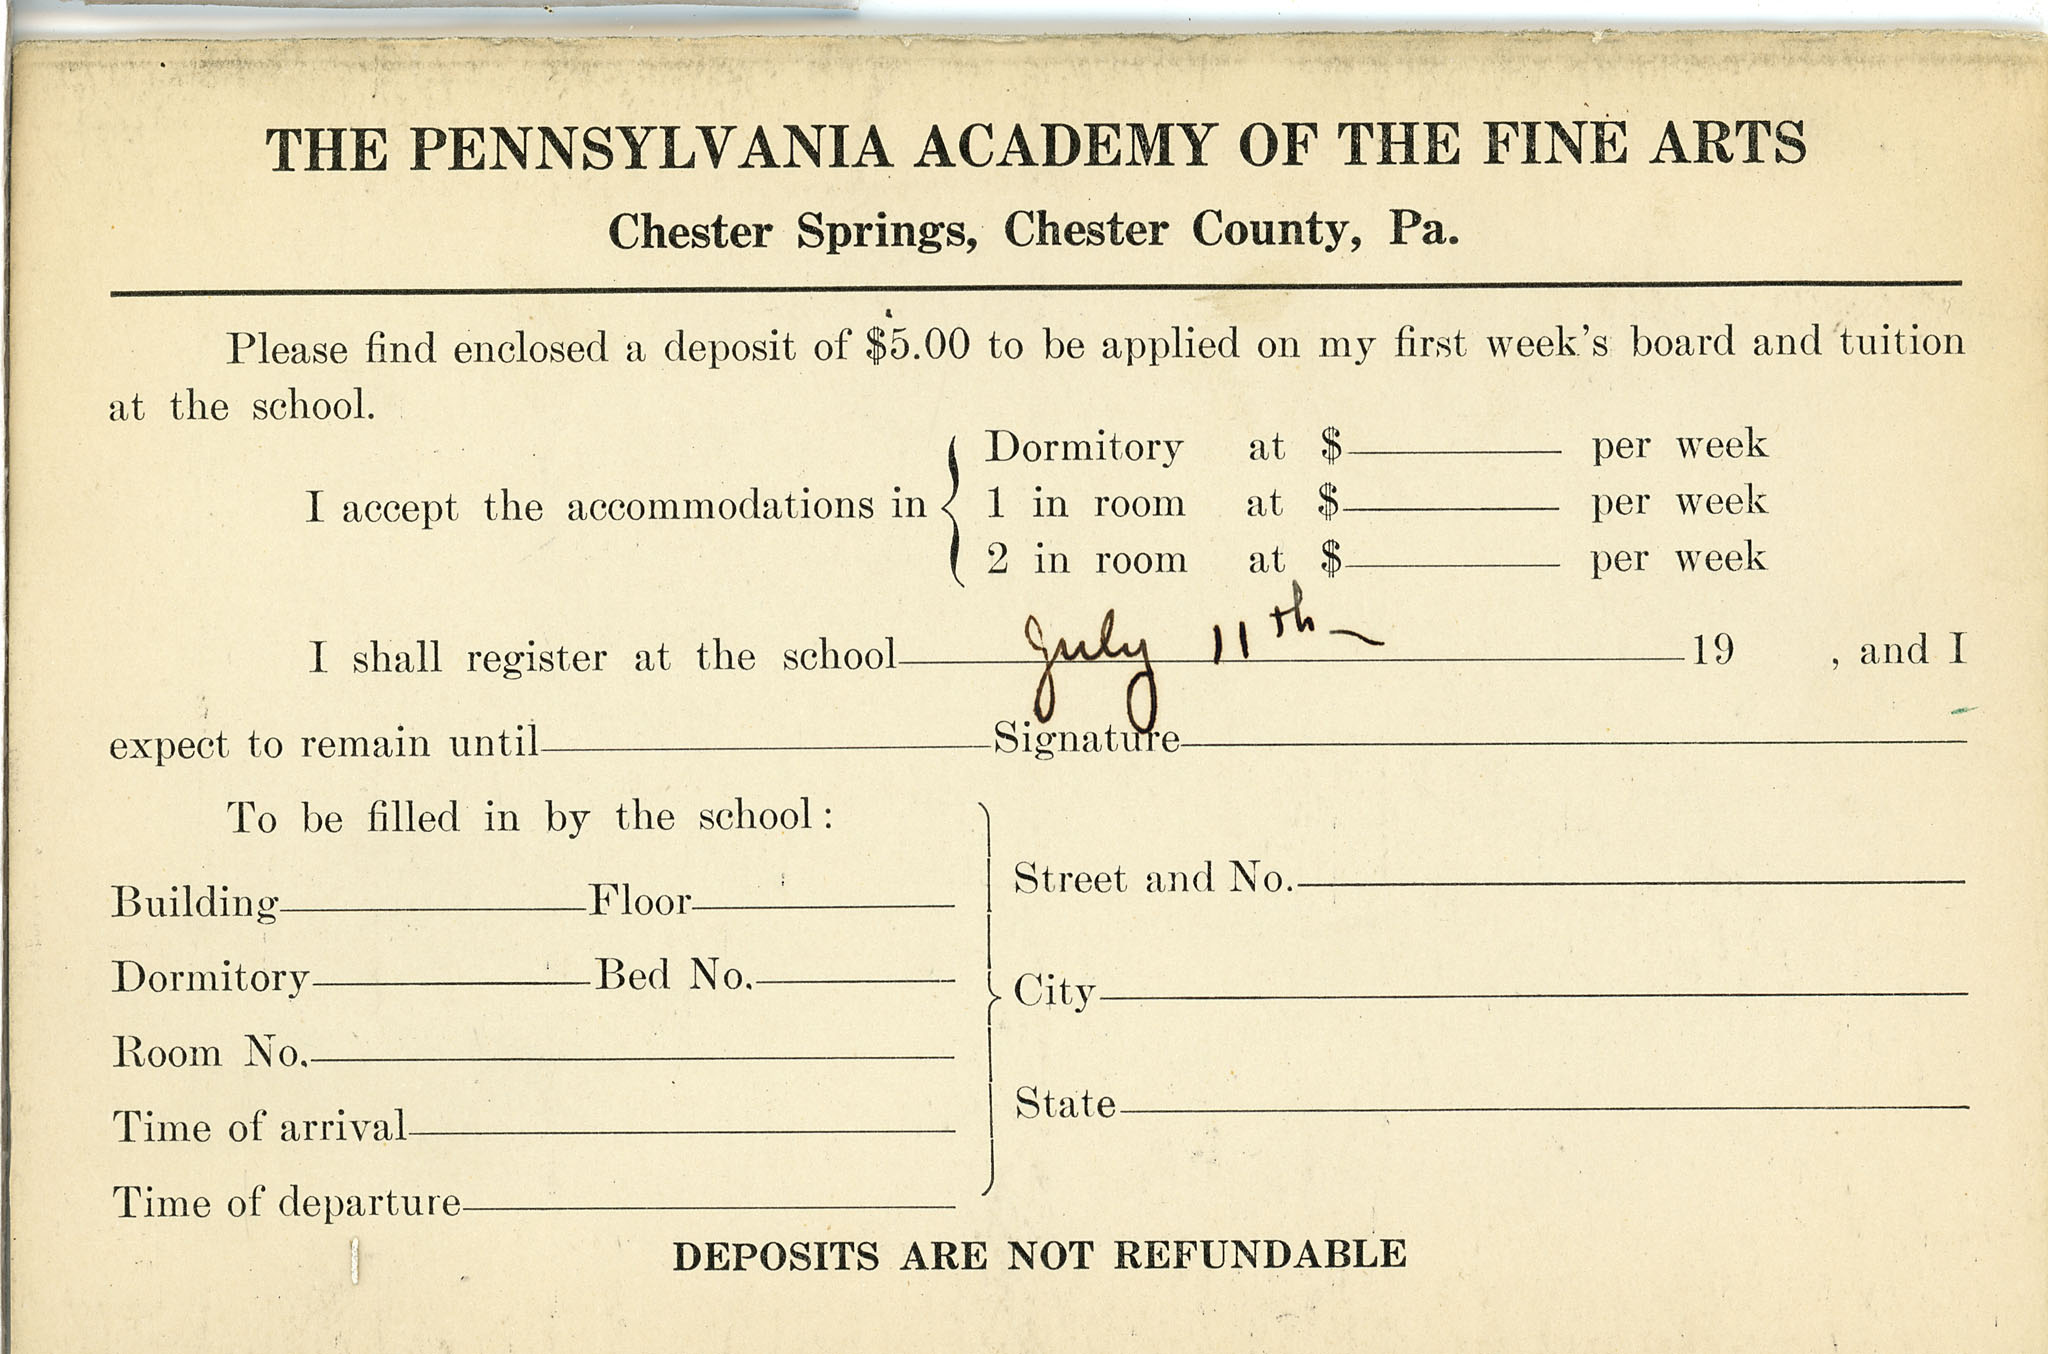 THE PENNSYLVANIA ACADEMY OF THE FINE ARTS
Chester Springs, Chester County, Pa.
Please find enclosed a deposit of $5.00 to be applied on my first week's board and tuition
at the school.
I accept the accommodations in
Dormitory at $ per week
1 in room at $ per week
2 in room at $ per week
I shall register at the school July 11th 19 , and I
expect to remain until Signature
To be filled in by the school:
Building Floor
Dormitory Bed No.
Room No.
Time of arrival
Time of departure
Street and No.
City
State
DEPOSITS ARE NOT REFUNDABLE